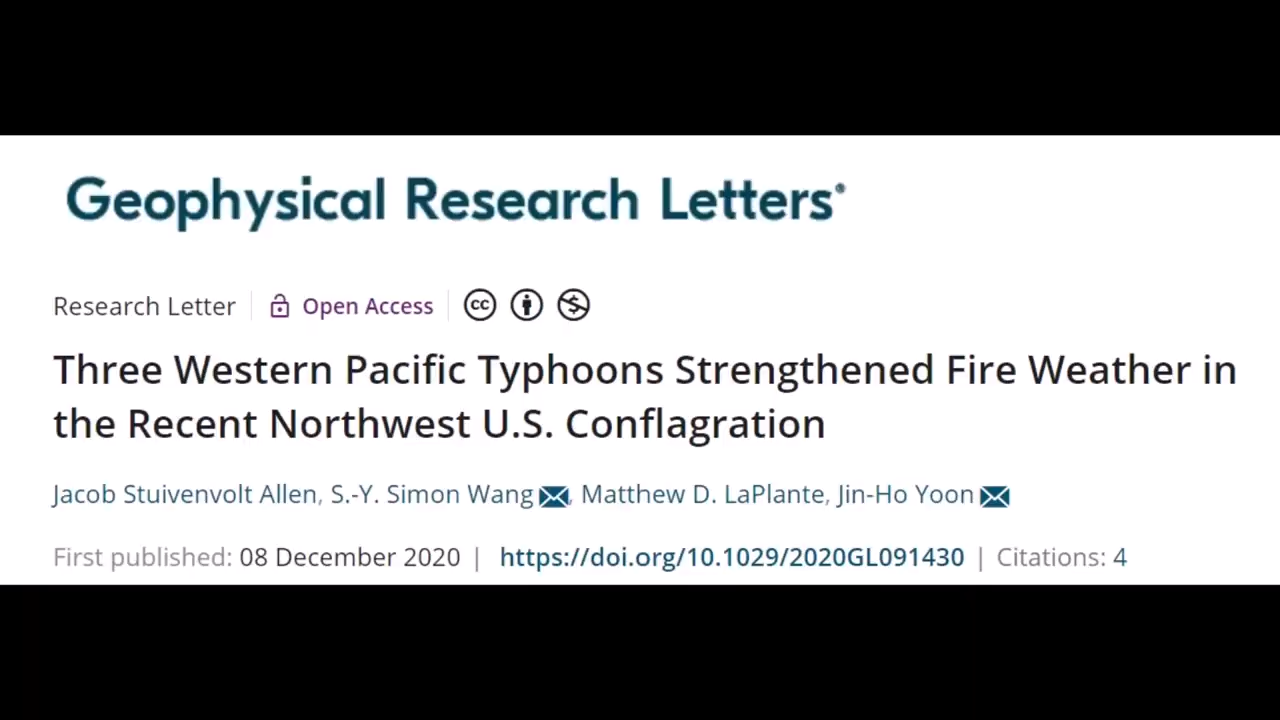 Geophysical Research Letters®
Research Letter | Open Access | cc
Three Western Pacific Typhoons Strengthened Fire Weather in
the Recent Northwest U.S. Conflagration
Jacob Stuivenvolt Allen, S.-Y. Simon Wang, Matthew D. LaPlante, Jin-Ho Yoon
First published: 08 December 2020 | https://doi.org/10.1029/2020GL091430 | Citations: 4